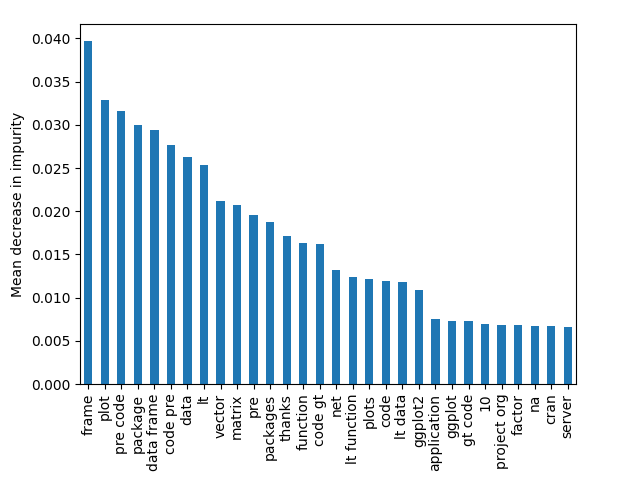 Mean decrease in impurity
0.040
0.035
0.030
0.025
0.020
0.015
0.010
0.005
0.000
frame
plot
pre code
package
data frame
code pre
data
lt
vector
matrix
pre
packages
thanks
function
code gt
net
lt function
plots
code
lt data
ggplot2
application
ggplot
gt code
10
project org
factor
na
cran
server